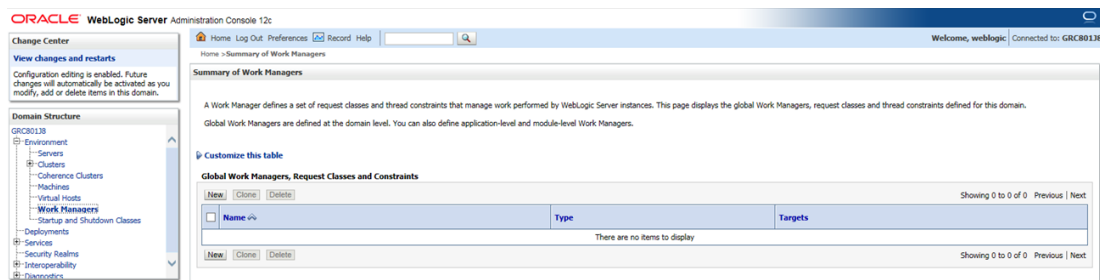 ORACLE WebLogic Server Administration Console 12c
Change Center
View changes and restarts
Configuration editing is enabled. Future
changes will automatically be activated as you
modify, add or delete items in this domain.
Domain Structure
GRC801J8
Environment
Servers
Clusters
Coherence Clusters
Machines
Virtual Hosts
Work Managers
Startup and Shutdown Classes
Deployments
Services
Security Realms
Interoperability
Diagnostics
Home Log Out Preferences Record Help
Welcome, weblogic Connected to: GRC801J8
Home >Summary of Work Managers
Summary of Work Managers
A Work Manager defines a set of request classes and thread constraints that manage work performed by WebLogic Server instances. This page displays the global Work Managers, request classes and thread constraints defined for this domain.
Global Work Managers are defined at the domain level. You can also define application-level and module-level Work Managers.
Customize this table
Global Work Managers, Request Classes and Constraints
New Clone Delete Showing 0 to 0 of 0 Previous | Next
Name Type Targets
There are no items to display
New Clone Delete Showing 0 to 0 of 0 Previous | Next